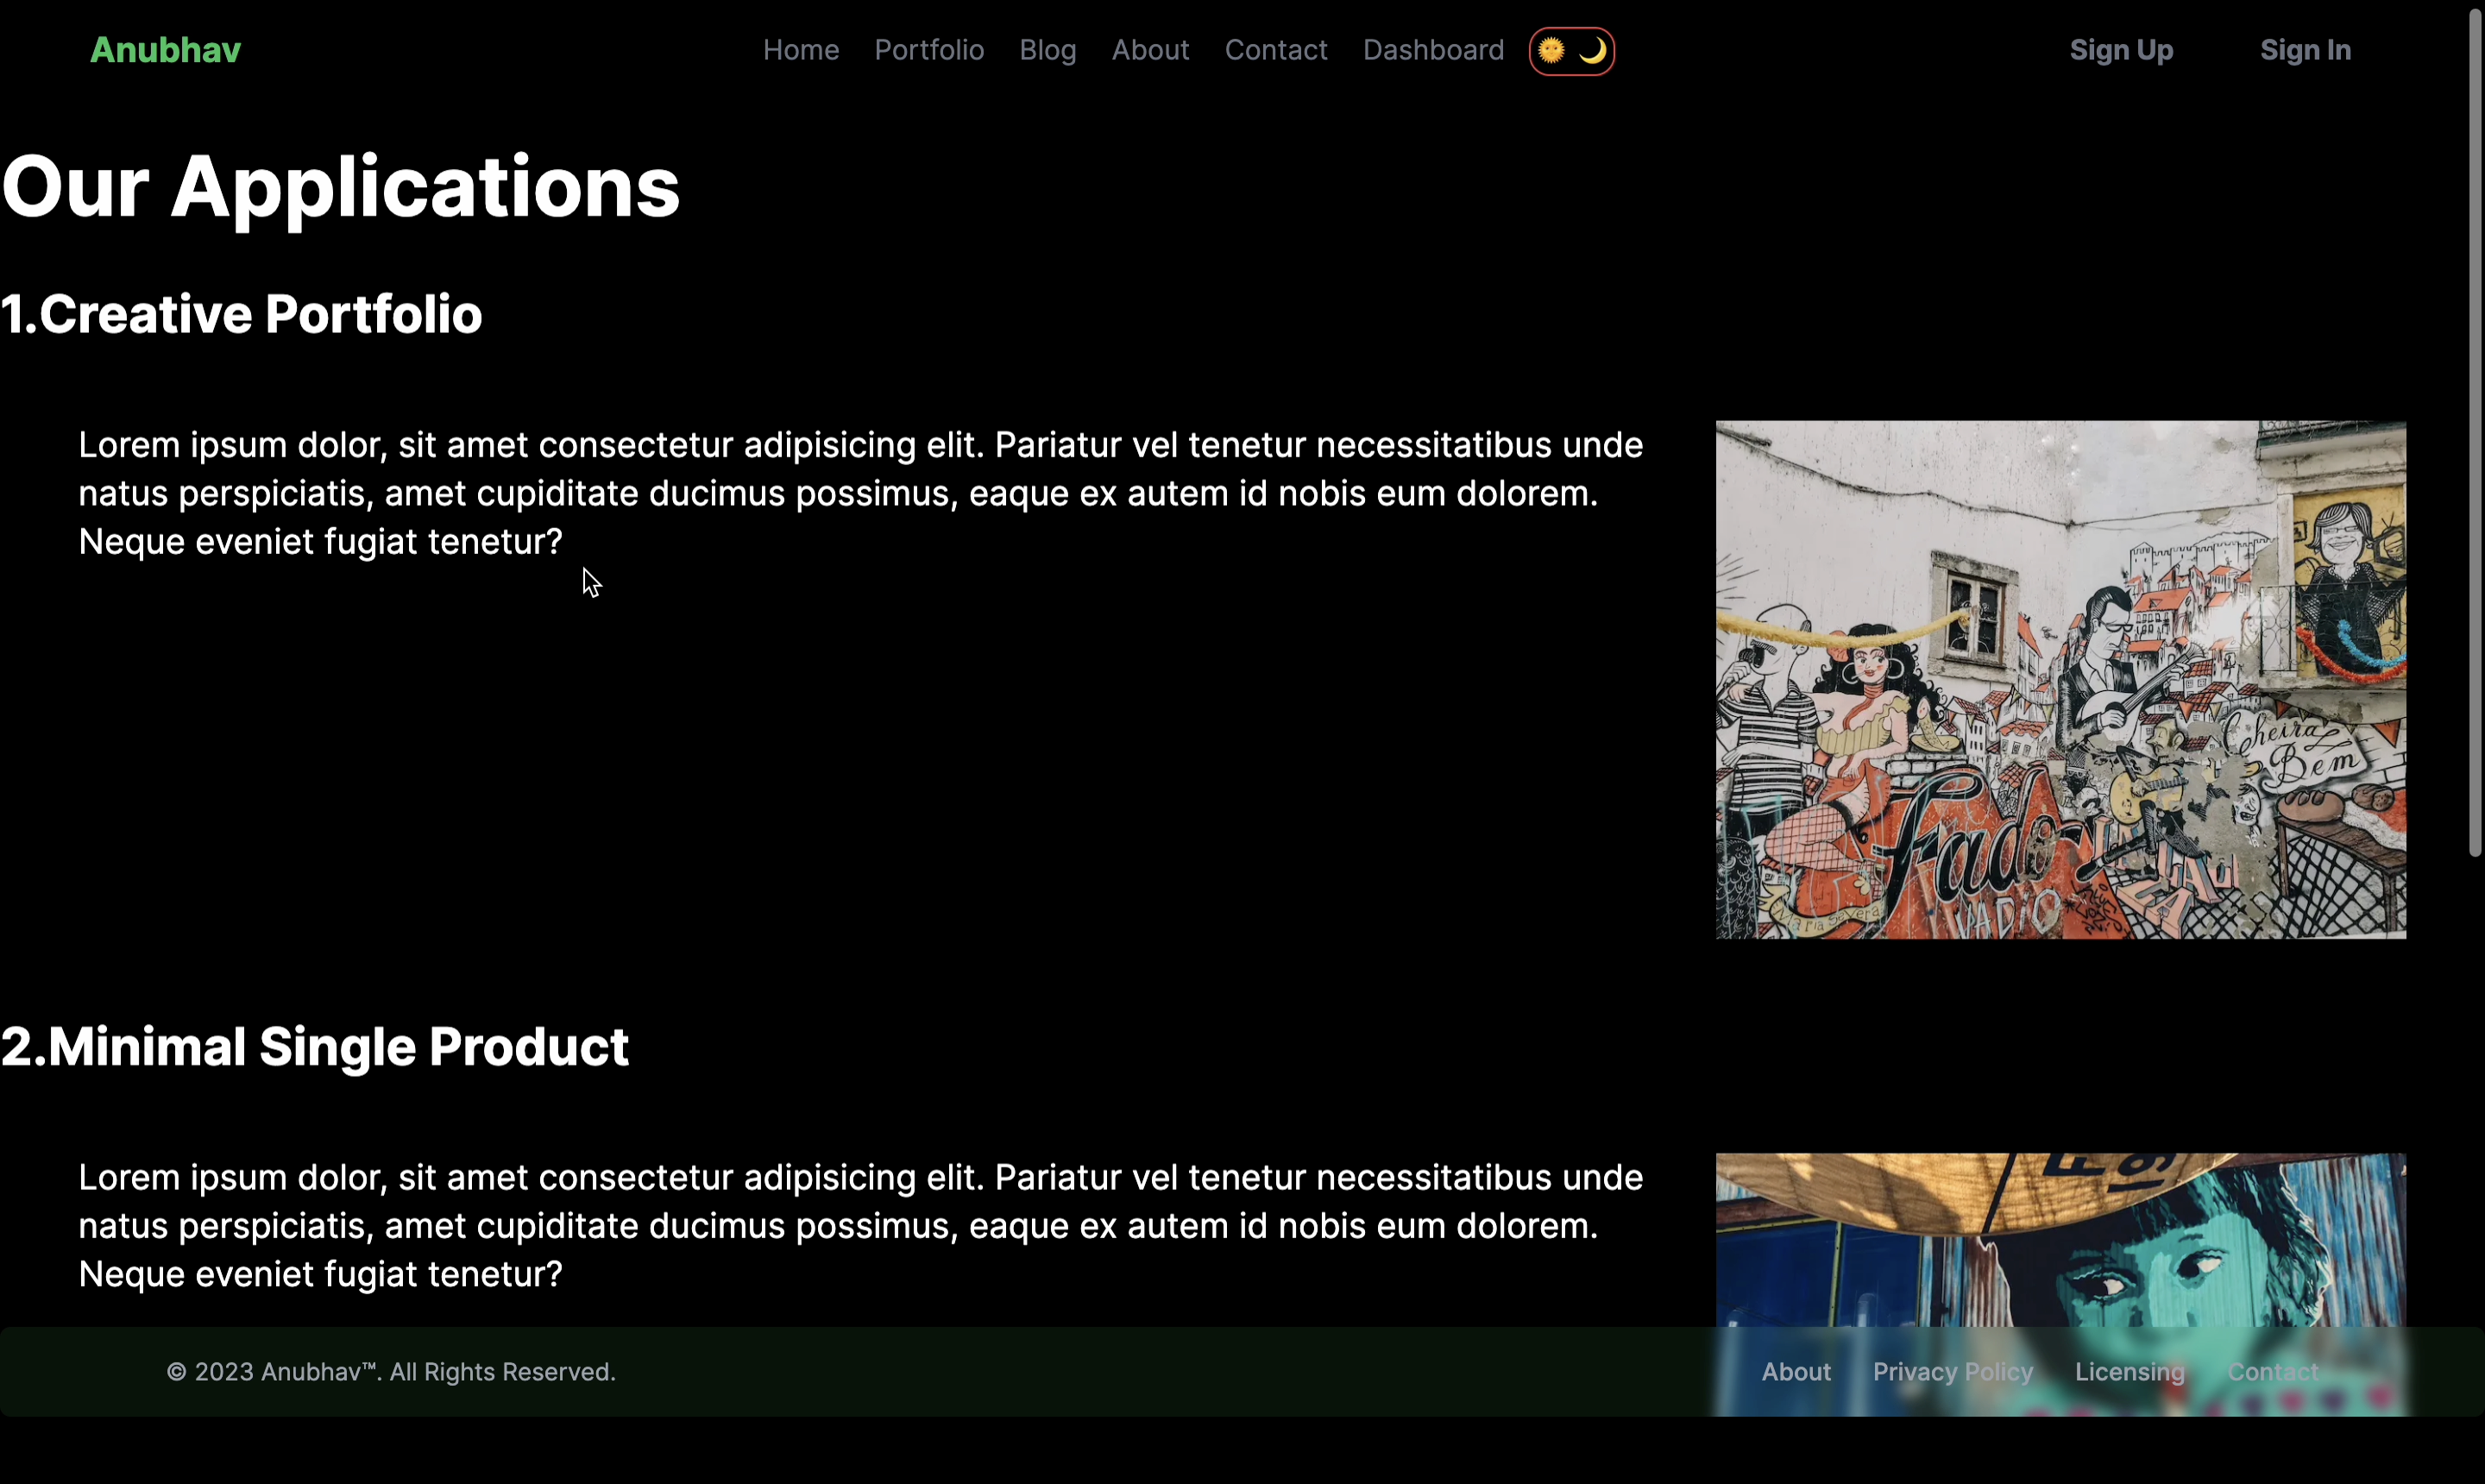 Anubhav
Home Portfolio Blog About Contact Dashboard
Sign Up Sign In
Our Applications
1.Creative Portfolio
Lorem ipsum dolor, sit amet consectetur adipisicing elit. Pariatur vel tenetur necessitatibus unde
natus perspiciatis, amet cupiditate ducimus possimus, eaque ex autem id nobis eum dolorem.
Neque eveniet fugiat tenetur?
Cheira
Bem
Fado
VADIO
2.Minimal Single Product
Lorem ipsum dolor, sit amet consectetur adipisicing elit. Pariatur vel tenetur necessitatibus unde
natus perspiciatis, amet cupiditate ducimus possimus, eaque ex autem id nobis eum dolorem.
Neque eveniet fugiat tenetur?
© 2023 Anubhav™. All Rights Reserved.
About Privacy Policy Licensing Contact